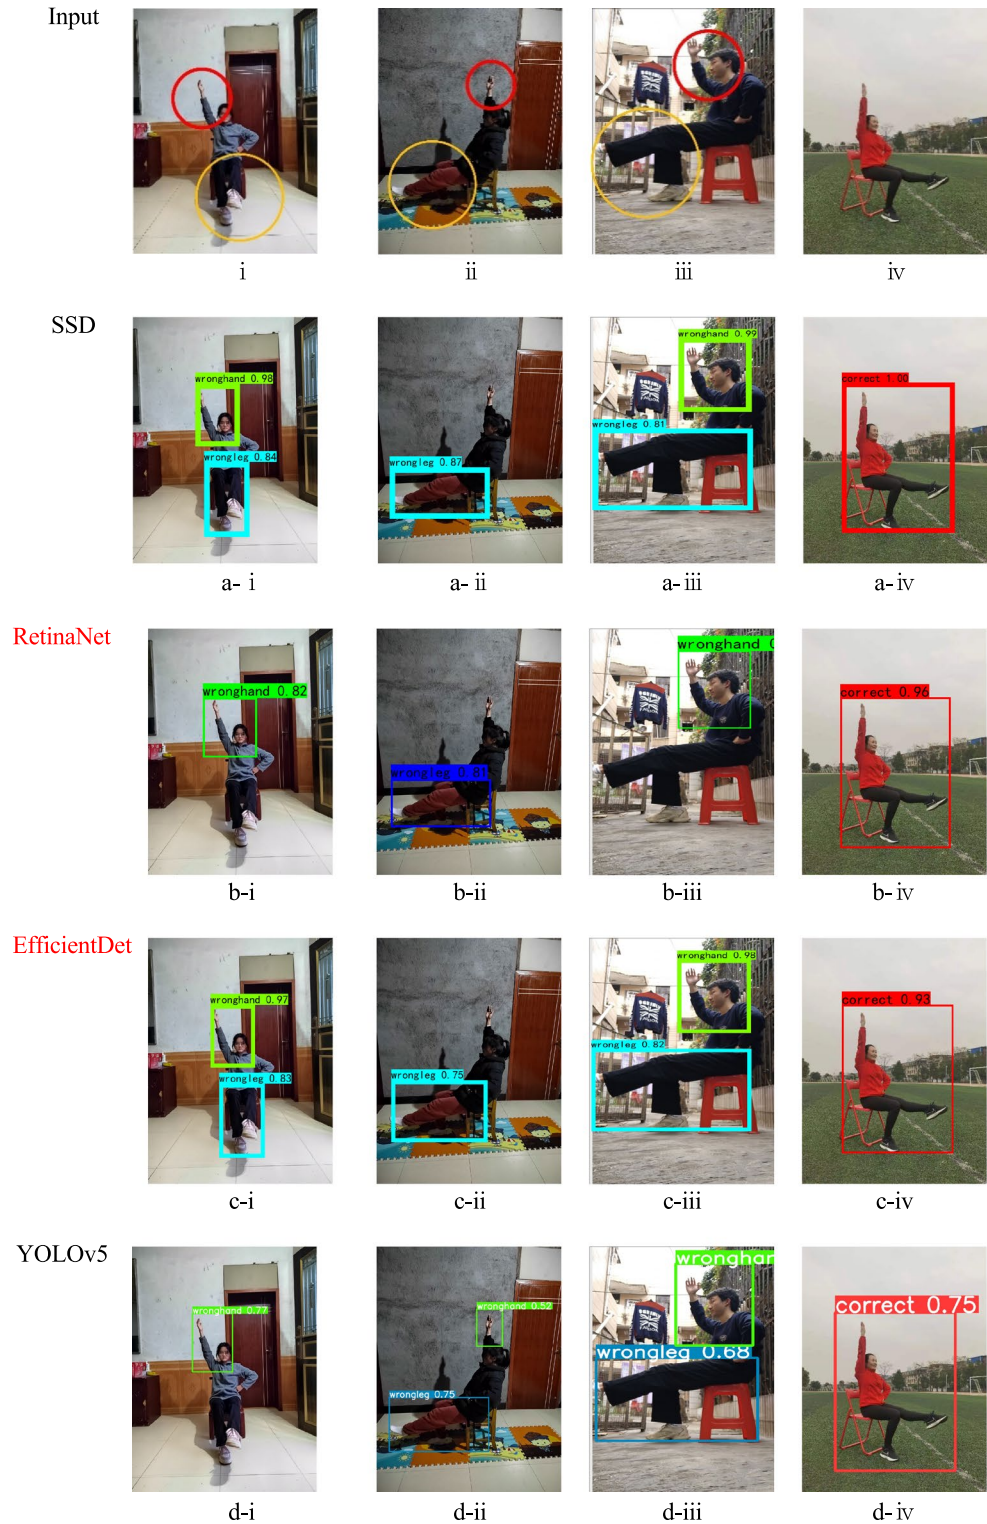 Input
i
ii
iii
iv
SSD
wronghand 0.98
wrongleg 0.84
wrongleg 0.87
wronghand 0.99
wrongleg 0.81
correct 1.00
a- i
a- ii
a- iii
a- iv
RetinaNet
wronghand 0.82
wrongleg 0.81
wronghand
correct 0.96
b-i
b-ii
b-iii
b- iv
EfficientDet
wronghand 0.97
wrongleg 0.83
wrongleg 0.75
wronghand 0.98
wrongleg 0.82
correct 0.93
c-i
c-ii
c-iii
c-iv
YOLOv5
wronghand 0.77
wronghand 0.52
wrongleg 0.75
wronghan
wrongleg 0.68
correct 0.75
d-i
d-ii
d-iii
d- iv